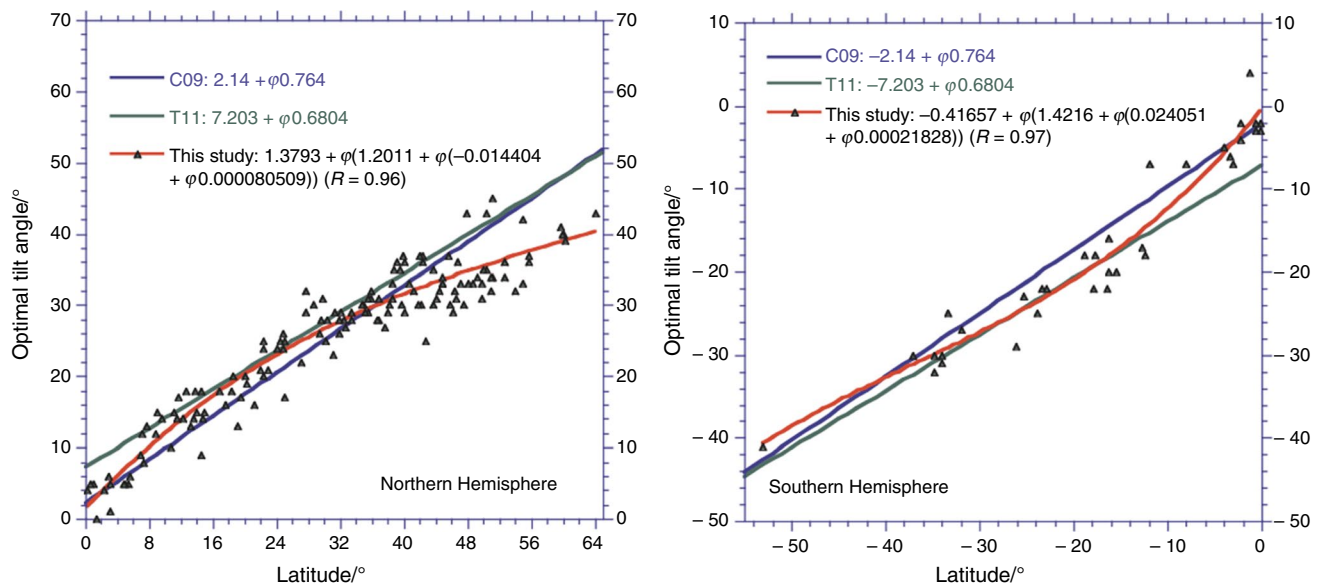 70
60
50
40
30
20
10
0
Optimal tilt angle/°
C09: 2.14 +φ0.764
T11: 7.203 + φ0.6804
This study: 1.3793 + φ(1.2011 + φ(−0.014404
+ φ0.000080509)) (R = 0.96)
Northern Hemisphere
70
60
50
40
30
20
10
0
0 8 16 24 32 40 48 56 64
Latitude/°
10
0
− 10
− 20
− 30
− 40
− 50
Optimal tilt angle/°
C09: −2.14 + φ0.764
T11: −7.203 + φ0.6804
This study: −0.41657 + φ(1.4216 + φ(0.024051
+ φ0.00021828)) (R = 0.97)
Southern Hemisphere
10
0
− 10
− 20
− 30
− 40
− 50
− 50 − 40 − 30 − 20 − 10 0
Latitude/°